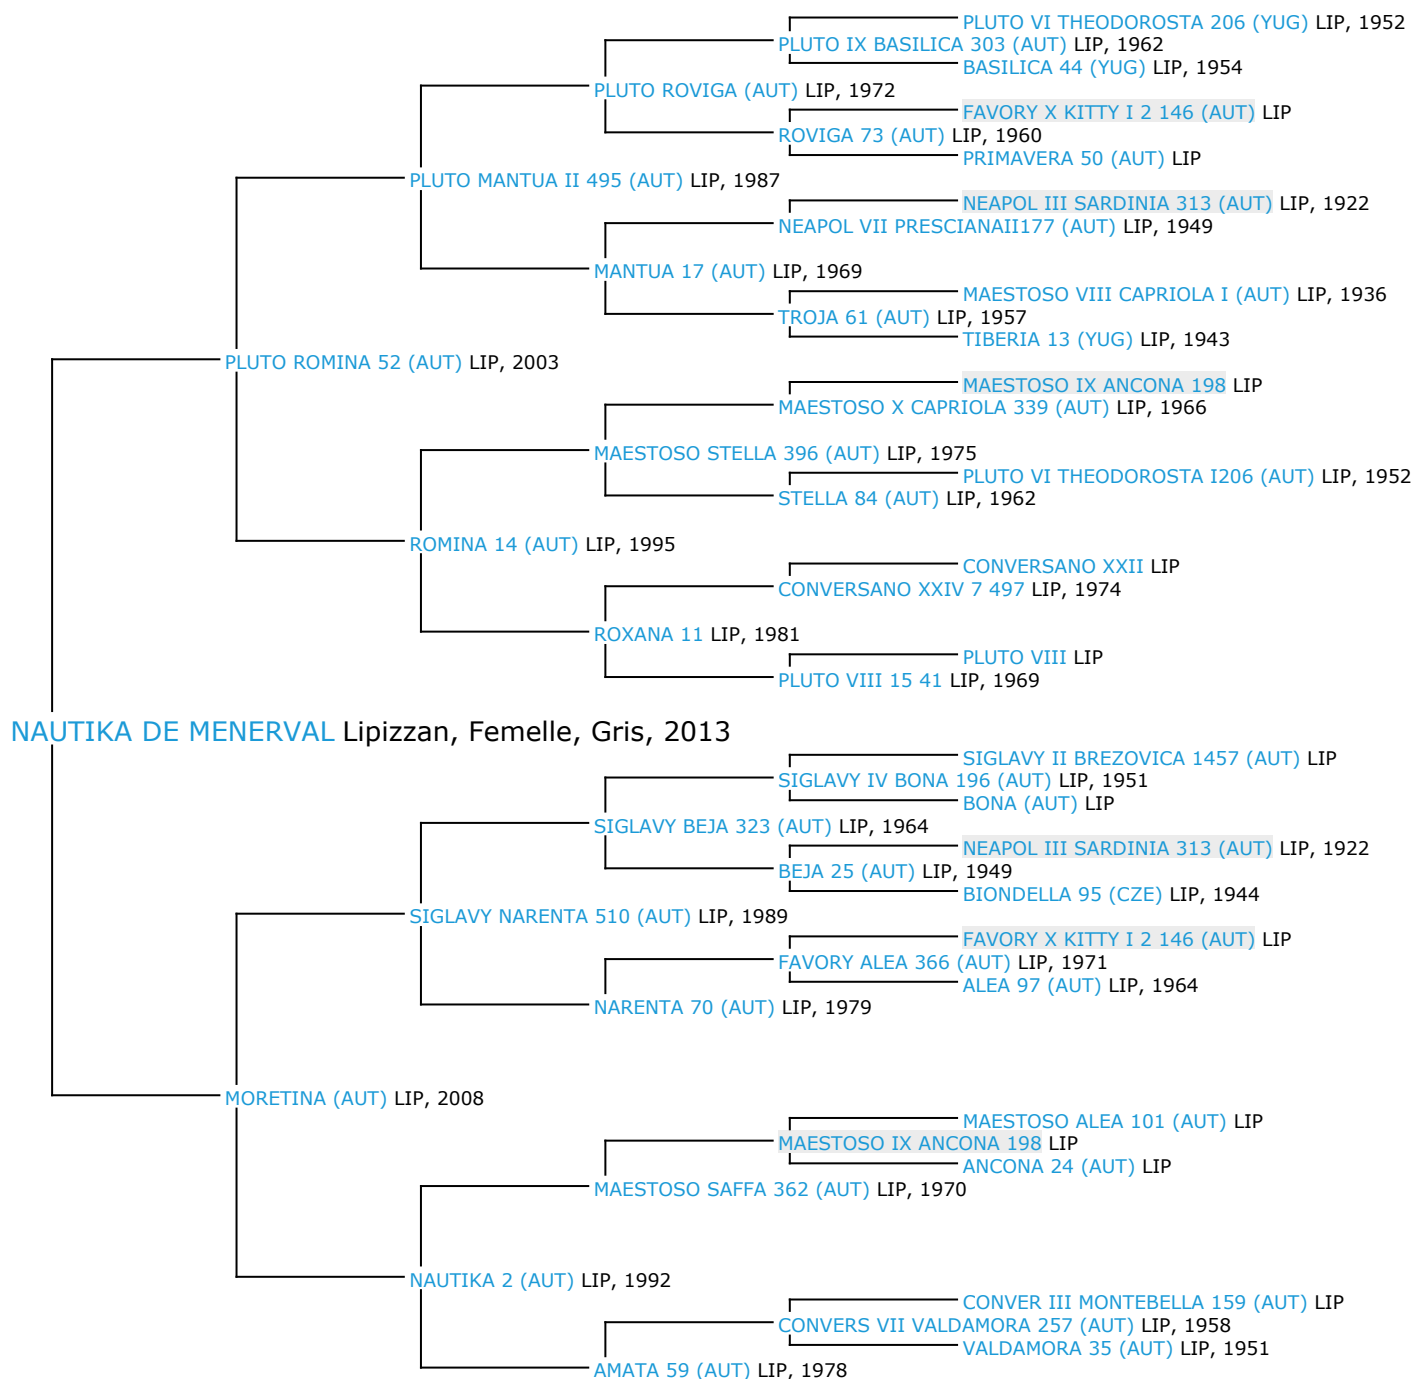 PLUTO VI THEODOROSTA 206 (YUG) LIP, 1952
PLUTO IX BASILICA 303 (AUT) LIP, 1962
BASILICA 44 (YUG) LIP, 1954
PLUTO ROVIGA (AUT) LIP, 1972
FAVORY X KITTY I 2 146 (AUT) LIP
ROVIGA 73 (AUT) LIP, 1960
PRIMAVERA 50 (AUT) LIP
PLUTO MANTUA II 495 (AUT) LIP, 1987
NEAPOL III SARDINIA 313 (AUT) LIP, 1922
NEAPOL VII PRESCIANAII177 (AUT) LIP, 1949
MANTUA 17 (AUT) LIP, 1969
MAESTOSO VIII CAPRIOLA I (AUT) LIP, 1936
TROJA 61 (AUT) LIP, 1957
TIBERIA 13 (YUG) LIP, 1943
PLUTO ROMINA 52 (AUT) LIP, 2003
MAESTOSO IX ANCONA 198 LIP
MAESTOSO X CAPRIOLA 339 (AUT) LIP, 1966
MAESTOSO STELLA 396 (AUT) LIP, 1975
PLUTO VI THEODOROSTA I206 (AUT) LIP, 1952
STELLA 84 (AUT) LIP, 1962
ROMINA 14 (AUT) LIP, 1995
CONVERSANO XXII LIP
CONVERSANO XXIV 7 497 LIP, 1974
ROXANA 11 LIP, 1981
PLUTO VIII LIP
PLUTO VIII 15 41 LIP, 1969
NAUTIKA DE MENERVAL Lipizzan, Femelle, Gris, 2013
SIGLAVY II BREZOVICA 1457 (AUT) LIP
SIGLAVY IV BONA 196 (AUT) LIP, 1951
BONA (AUT) LIP
SIGLAVY BEJA 323 (AUT) LIP, 1964
NEAPOL III SARDINIA 313 (AUT) LIP, 1922
BEJA 25 (AUT) LIP, 1949
BIONDELLA 95 (CZE) LIP, 1944
SIGLAVY NARENTA 510 (AUT) LIP, 1989
FAVORY X KITTY I 2 146 (AUT) LIP
FAVORY ALEA 366 (AUT) LIP, 1971
ALEA 97 (AUT) LIP, 1964
NARENTA 70 (AUT) LIP, 1979
MORETINA (AUT) LIP, 2008
MAESTOSO ALEA 101 (AUT) LIP
MAESTOSO IX ANCONA 198 LIP
ANCONA 24 (AUT) LIP
MAESTOSO SAFFA 362 (AUT) LIP, 1970
NAUTIKA 2 (AUT) LIP, 1992
CONVER III MONTEBELLA 159 (AUT) LIP
CONVERS VII VALDAMORA 257 (AUT) LIP, 1958
VALDAMORA 35 (AUT) LIP, 1951
AMATA 59 (AUT) LIP, 1978